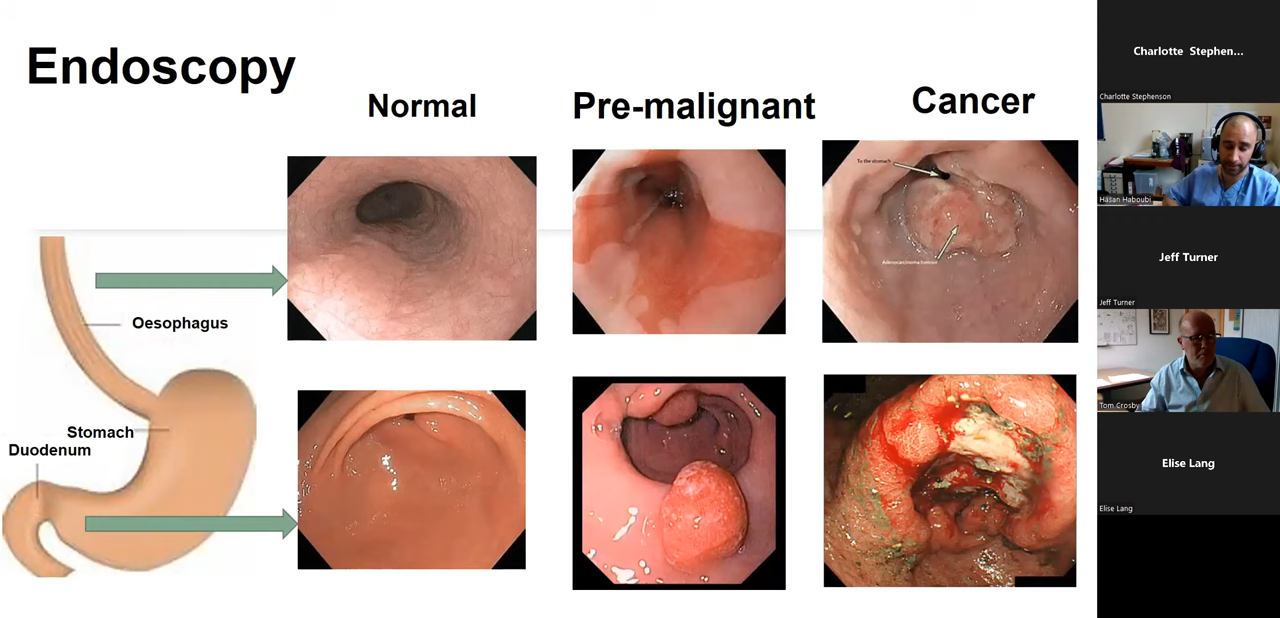 Endoscopy
Normal
Pre-malignant
Cancer
To the stomach
Adenocarcinoma tumour
Oesophagus
Stomach
Duodenum
Charlotte Stephen...
Charlotte Stephenson
Hasan Haboubi
Jeff Turner
Jeff Turner
Tom Crosby
Elise Lang
Elise Lang